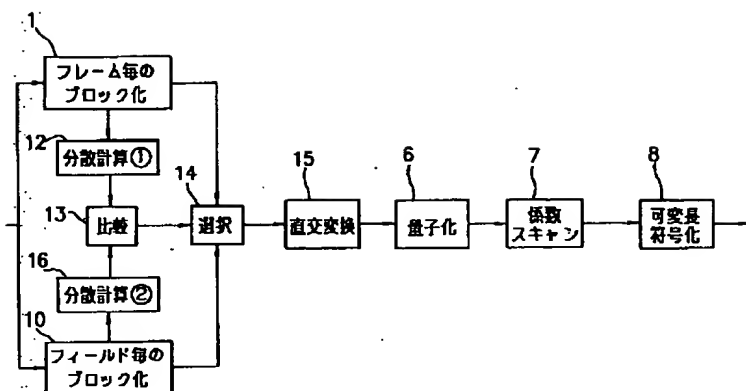 1
フレーム毎の
ブロック化
12
分散計算①
13
比較
14
選択
15
直交変換
6
量子化
7
係数
スキャン
8
可変長
符号化
16
分散計算②
10
フィールド毎の
ブロック化